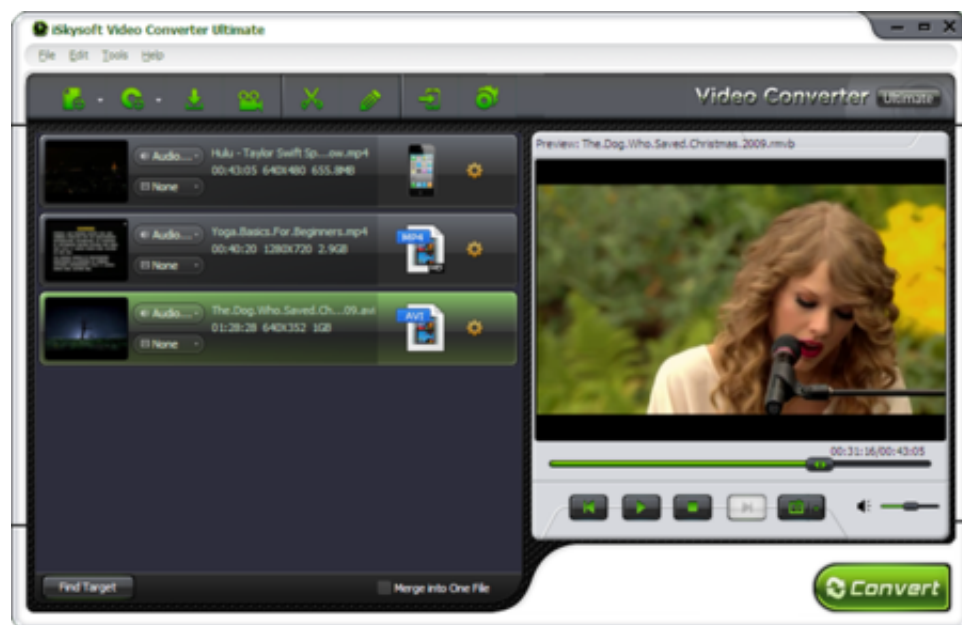 iSkysoft Video Converter Ultimate
File Edit Tools Help
Video Converter Ultimate
Audio...
Hulu - Taylor Swift Sp...ow.mp4
00:43:05 640X480 655.8MB
None
Audio...
Yoga.Basics.For.Beginners.mp4
00:40:20 1280X720 2.9GB
None
MP4
HD
Audio...
The.Dog.Who.Saved.Ch...09.avi
01:28:28 640X352 1GB
None
AVI
Find Target
Merge into One File
Preview: The.Dog.Who.Saved.Christmas.2009.rmvb
00:31:16/00:43:05
Convert